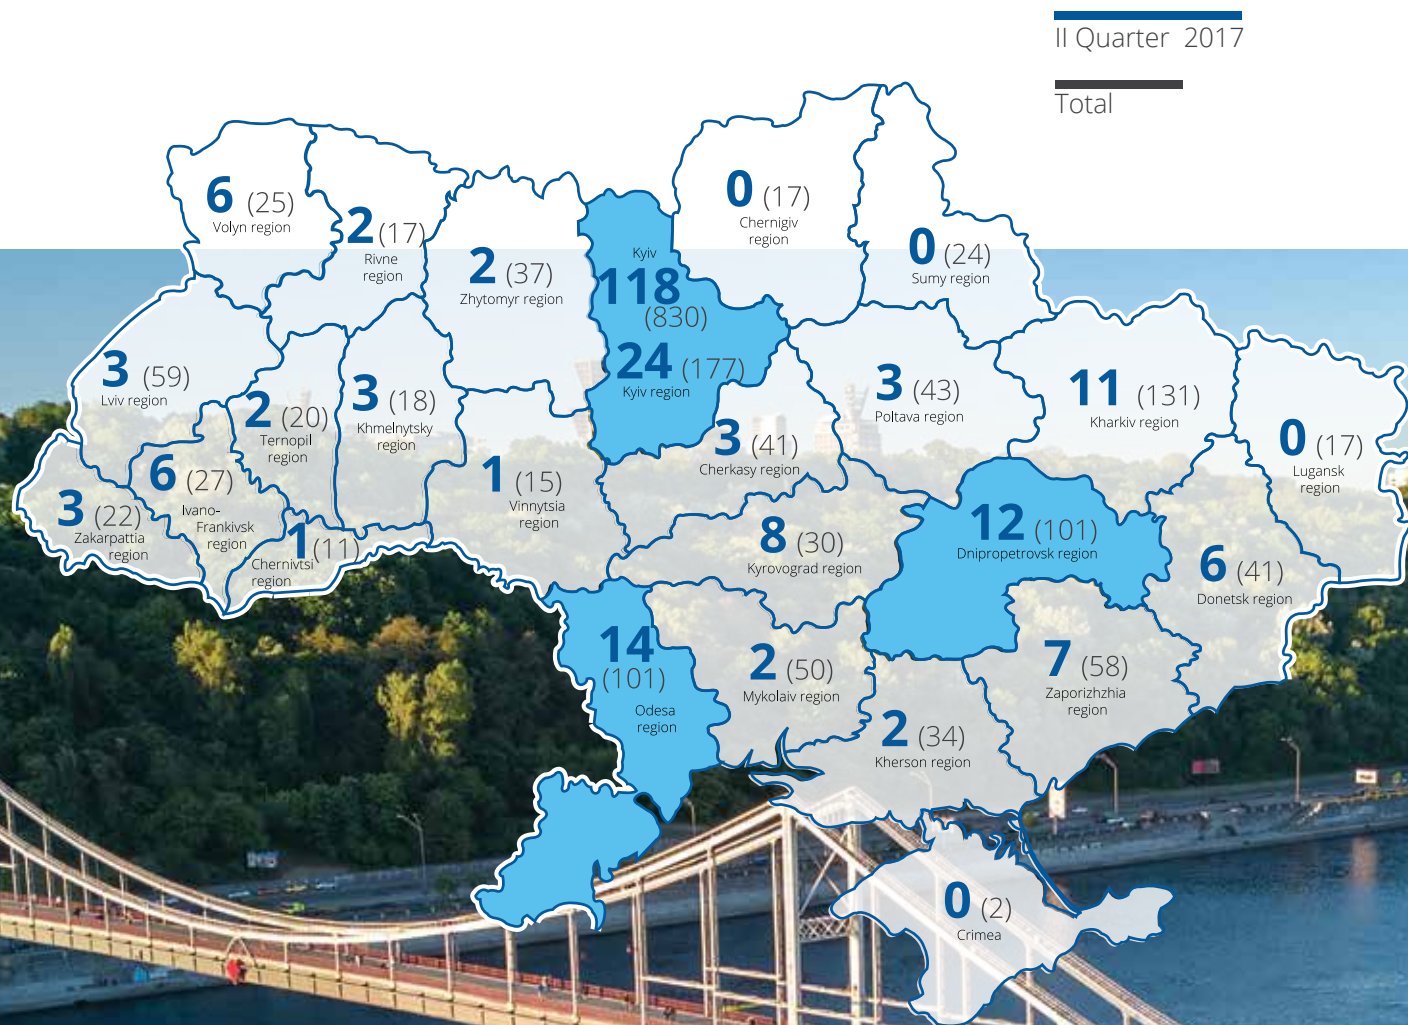 II Quarter 2017
Total
6 (25)
Volyn region
2 (17)
Rivne
region
2 (37)
Zhytomyr region
Kyiv
118
(830)
24 (177)
Kyiv region
0 (17)
Chernigiv
region
0 (24)
Sumy region
3 (59)
Lviv region
2 (20)
Ternopil
region
3 (18)
Khmelnytsky
region
1 (15)
Vinnytsia
region
3 (41)
Cherkasy region
3 (43)
Poltava region
11 (131)
Kharkiv region
0 (17)
Lugansk
region
3 (22)
Zakarpattia
region
6 (27)
Ivano-
Frankivsk
region
1 (11)
Chernivtsi
region
8 (30)
Kyrovograd region
12 (101)
Dnipropetrovsk region
6 (41)
Donetsk region
14
(101)
Odesa
region
2 (50)
Mykolaiv region
2 (34)
Kherson region
7 (58)
Zaporizhzhia
region
0 (2)
Crimea